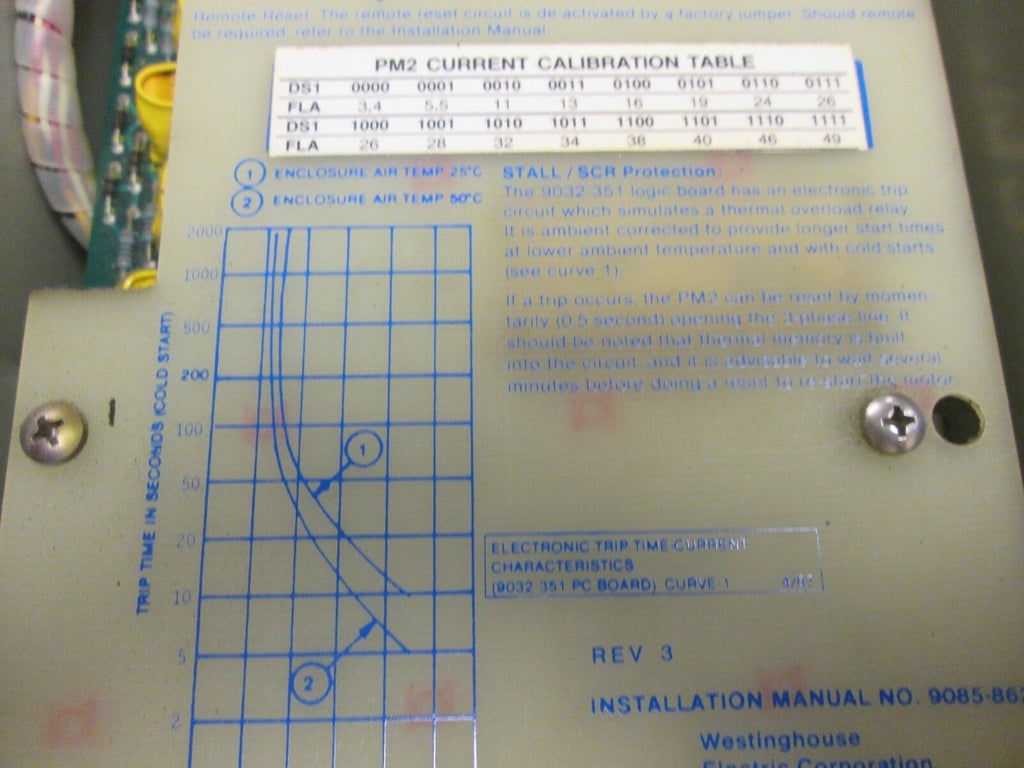 Remote Reset. The remote reset circuit is de activated by a factory jumper. Should remote
be required, refer to the Installation Manual.
PM2 CURRENT CALIBRATION TABLE
DS1 0000 0001 0010 0011 0100 0101 0110 0111
FLA 3.4 5.5 11 13 16 19 24 26
DS1 1000 1001 1010 1011 1100 1101 1110 1111
FLA 26 28 32 34 38 40 46 49
1 ENCLOSURE AIR TEMP 25°C
2 ENCLOSURE AIR TEMP 50°C
STALL / SCR Protection:
The 9032-351 logic board has an electronic trip
circuit which simulates a thermal overload relay
It is ambient corrected to provide longer start times
at lower ambient temperature and with cold starts
(see curve 1)
If a trip occurs, the PM2 can be reset by momen-
tarily (0.5 second) opening the 3 phase line. It
should be noted that thermal memory is built
into the circuit, and it is advisable to wait several
minutes before doing a reset to re-start the motor.
TRIP TIME IN SECONDS (COLD START)
2000
1000
500
200
100
50
20
10
5
2
1
2
ELECTRONIC TRIP TIME-CURRENT
CHARACTERISTICS
(9032 351 PC BOARD) CURVE 1 4/87
REV 3
INSTALLATION MANUAL NO. 9085-862
Westinghouse
Electric Corporation